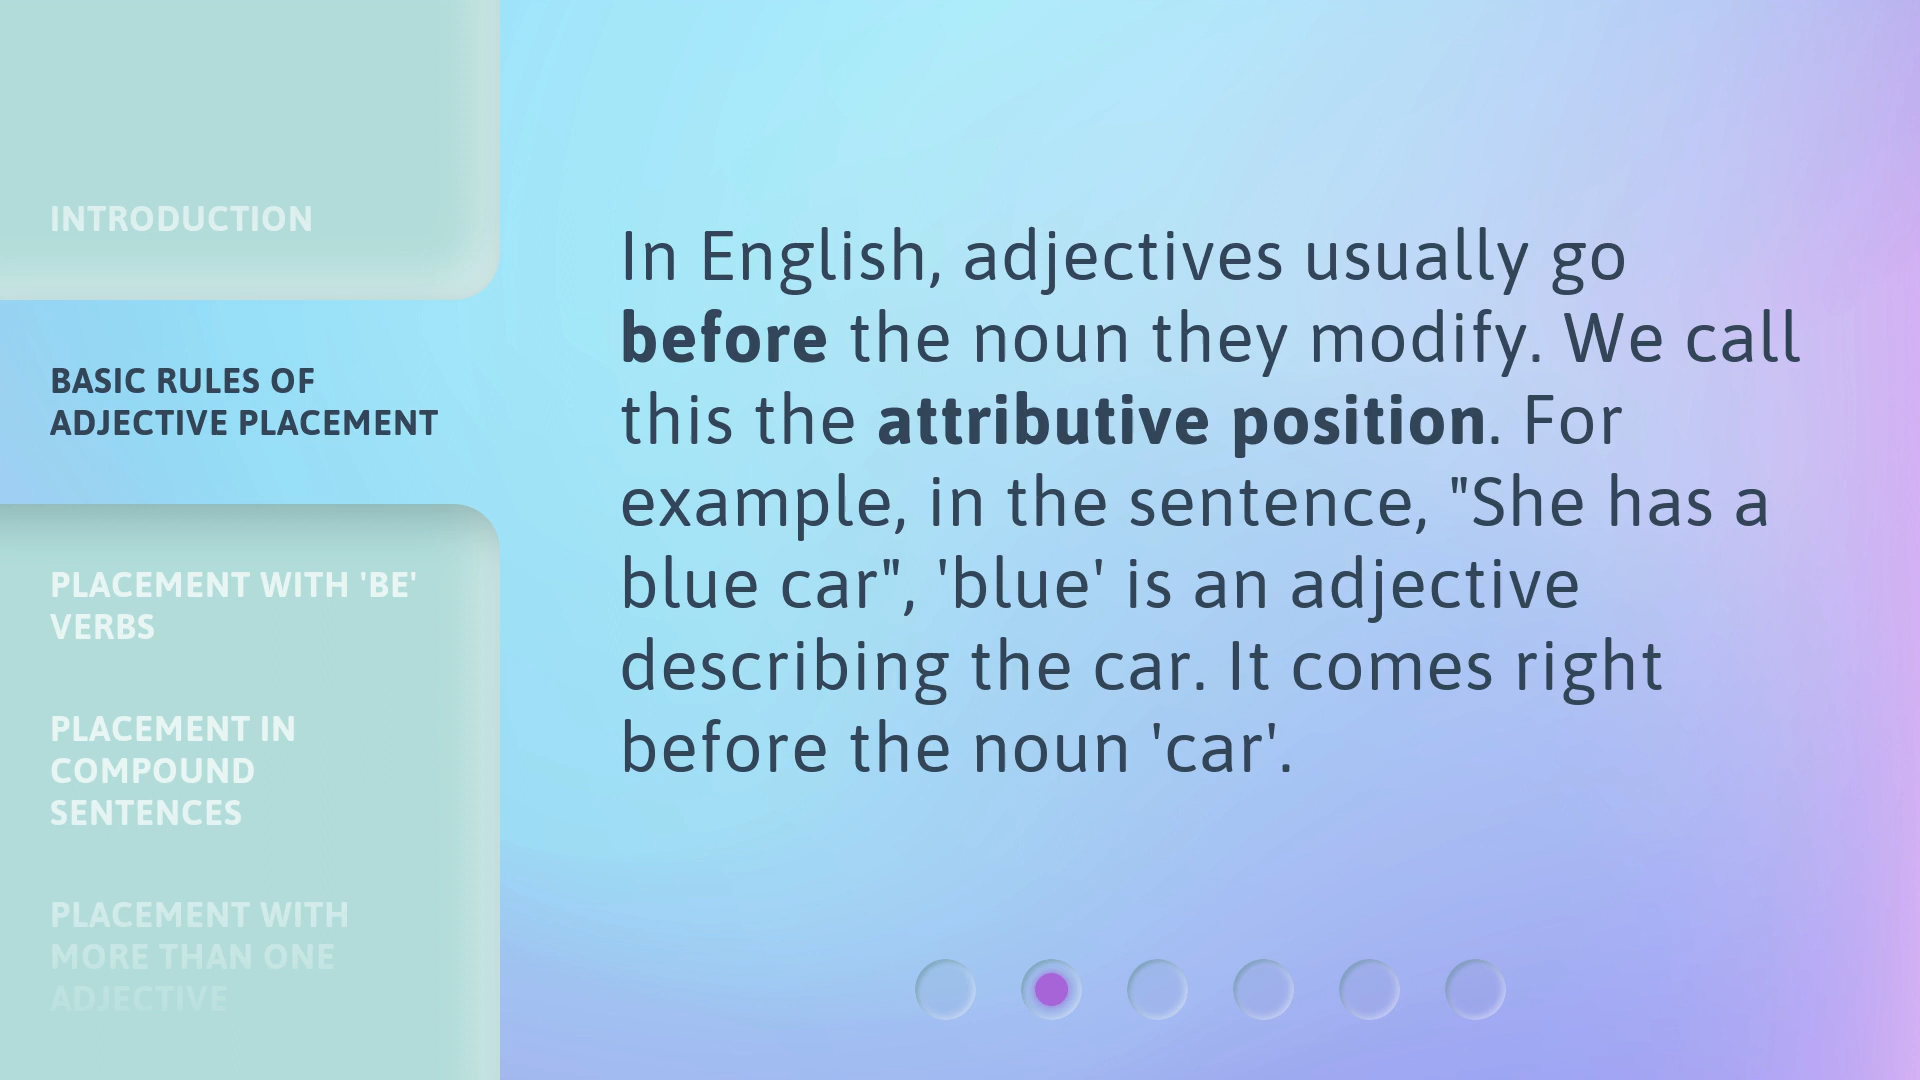 INTRODUCTION
BASIC RULES OF
ADJECTIVE PLACEMENT
PLACEMENT WITH 'BE'
VERBS
PLACEMENT IN
COMPOUND
SENTENCES
PLACEMENT WITH
MORE THAN ONE
ADJECTIVE
In English, adjectives usually go
before the noun they modify. We call
this the attributive position. For
example, in the sentence, "She has a
blue car", 'blue' is an adjective
describing the car. It comes right
before the noun 'car'.